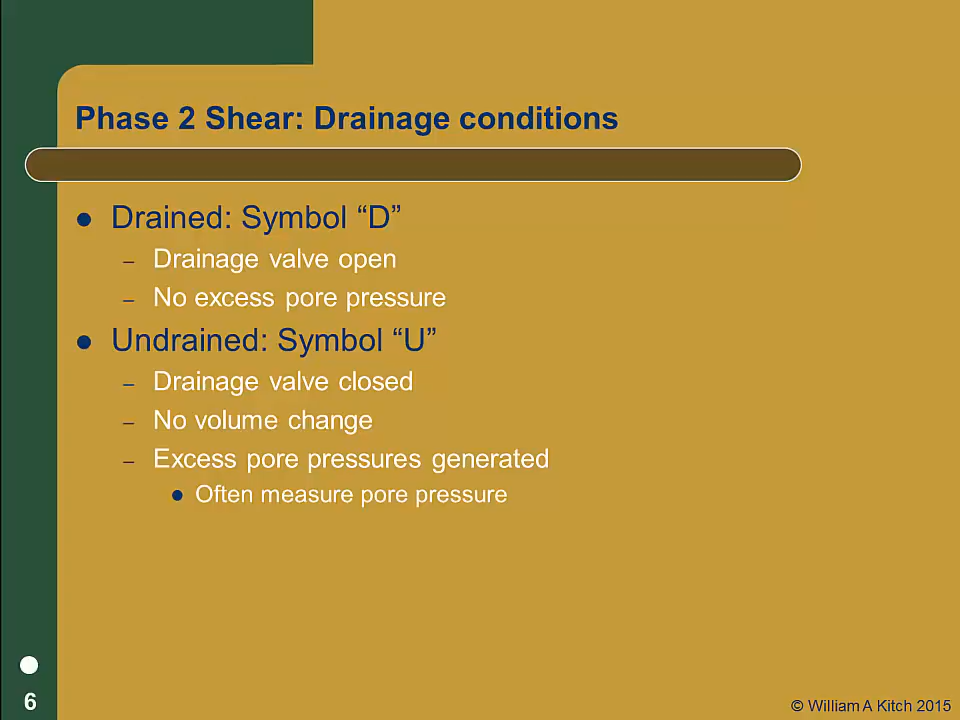 Phase 2 Shear: Drainage conditions
● Drained: Symbol “D”
– Drainage valve open
– No excess pore pressure
● Undrained: Symbol “U”
– Drainage valve closed
– No volume change
– Excess pore pressures generated
● Often measure pore pressure
6
© William A Kitch 2015